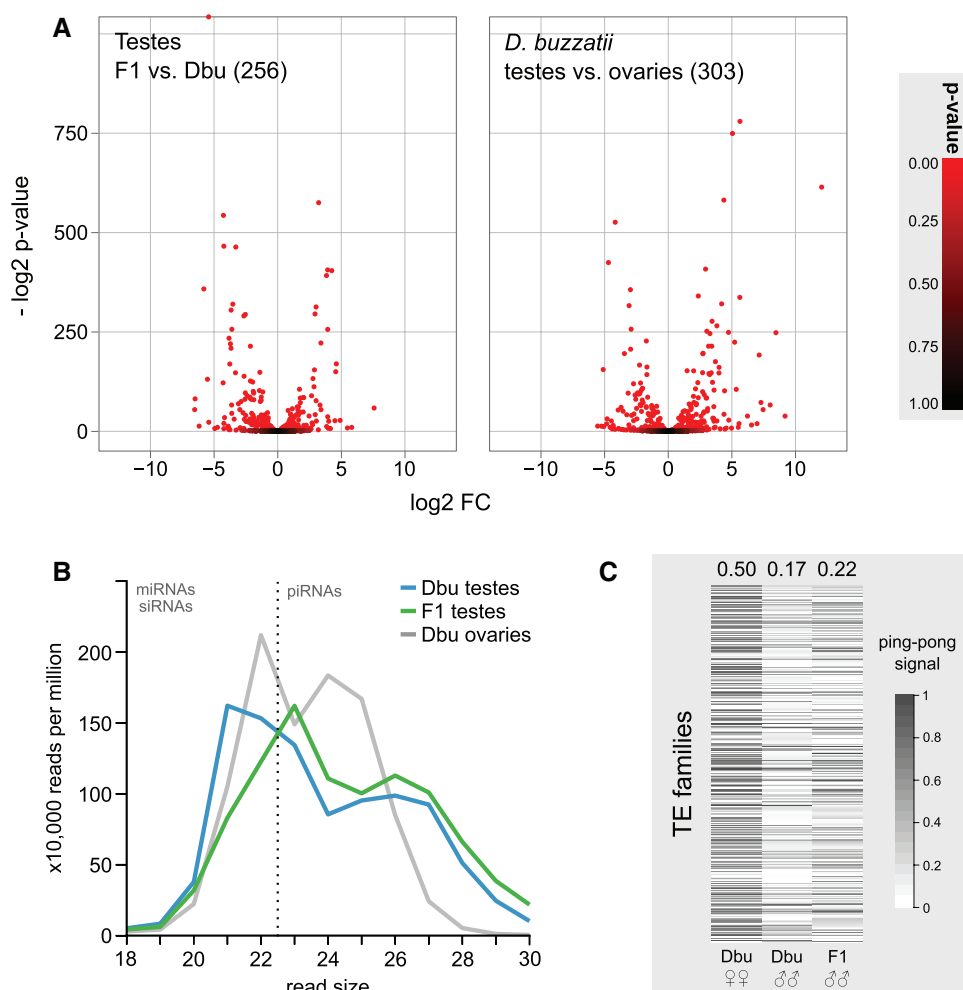 A
Testes
F1 vs. Dbu (256)
D. buzzatii
testes vs. ovaries (303)
- log2 p-value
750
500
250
0
−10
−5
0
5
10
−10
−5
0
5
10
log2 FC
p-value
0.00
0.25
0.50
0.75
1.00
B
miRNAs
siRNAs
piRNAs
Dbu testes
F1 testes
Dbu ovaries
x10,000 reads per million
200
150
100
50
0
18
20
22
24
26
28
30
read size
C
0.50 0.17 0.22
TE families
Dbu Dbu F1
♀♀ ♂♂ ♂♂
ping-pong
signal
1
0.8
0.6
0.4
0.2
0